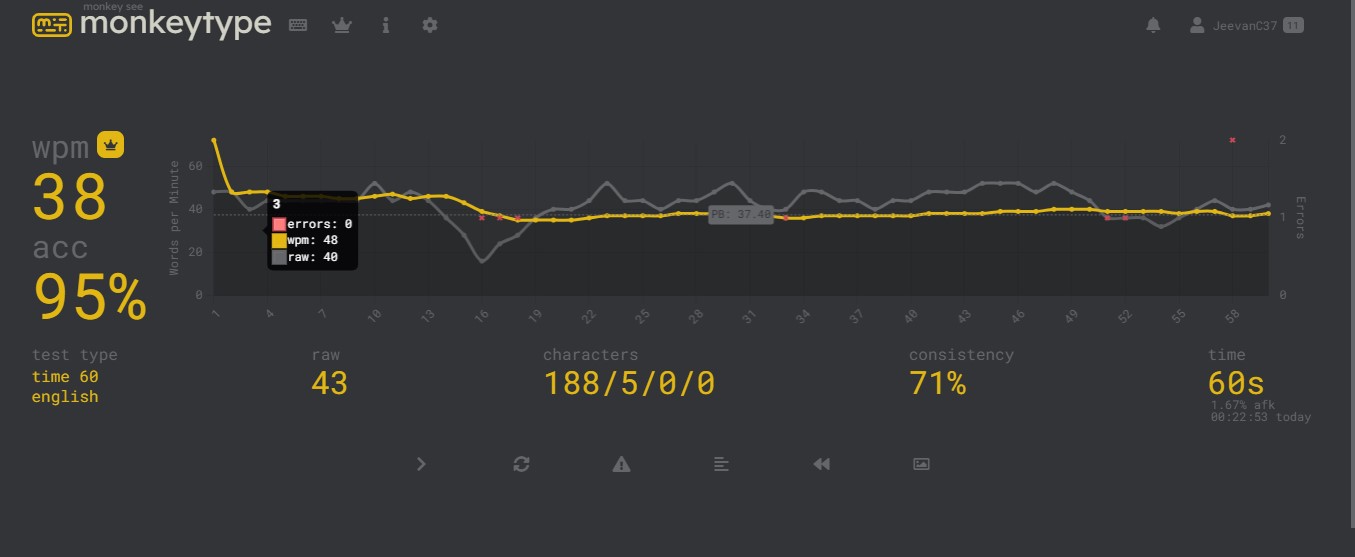 monkey see
monkeytype
JeevanC37 11
wpm
38
acc
95%
Words per Minute
60
40
20
0
3
errors: 0
wpm: 48
raw: 40
PB: 37.40
2
1
0
Errors
1 4 7 10 13 16 19 22 25 28 31 34 37 40 43 46 49 52 55 58
test type
time 60
english
raw
43
characters
188/5/0/0
consistency
71%
time
60s
1.67% afk
00:22:53 today